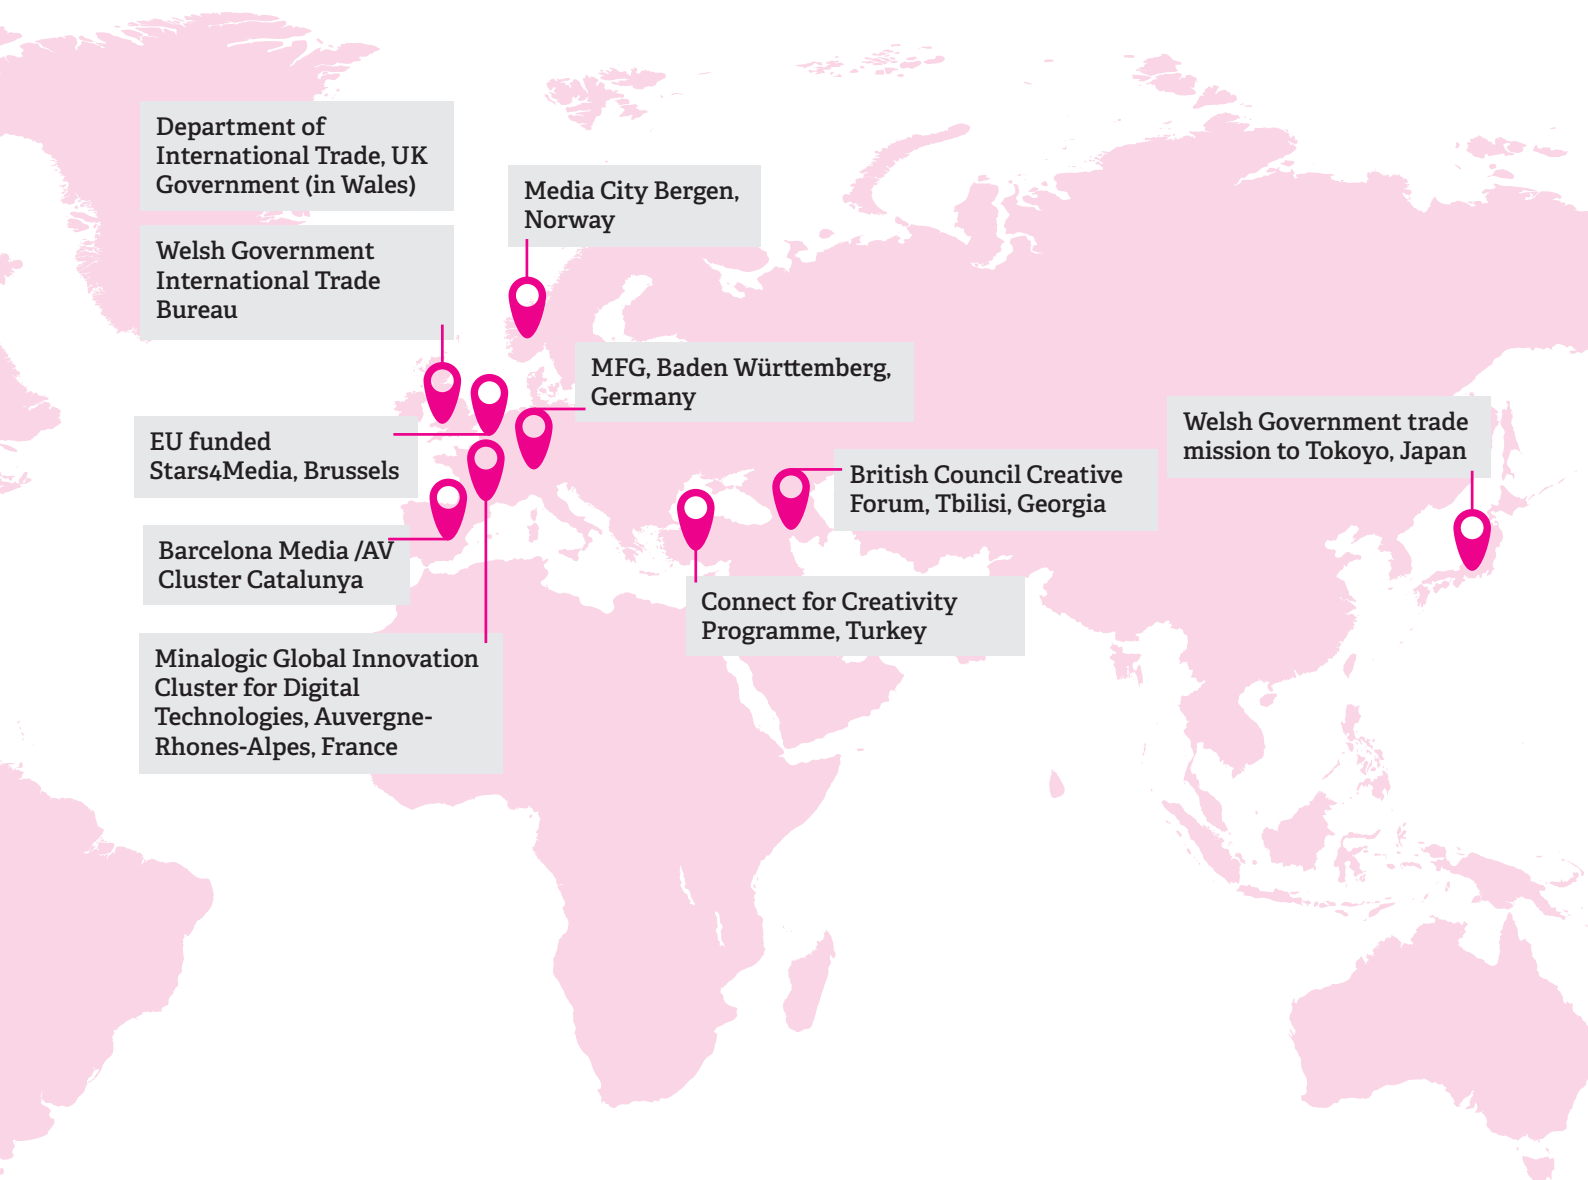 Department of
International Trade, UK
Government (in Wales)
Welsh Government
International Trade
Bureau
Media City Bergen,
Norway
MFG, Baden Württemberg,
Germany
EU funded
Stars4Media, Brussels
Welsh Government trade
mission to Tokoyo, Japan
British Council Creative
Forum, Tbilisi, Georgia
Barcelona Media /AV
Cluster Catalunya
Connect for Creativity
Programme, Turkey
Minalogic Global Innovation
Cluster for Digital
Technologies, Auvergne-
Rhones-Alpes, France